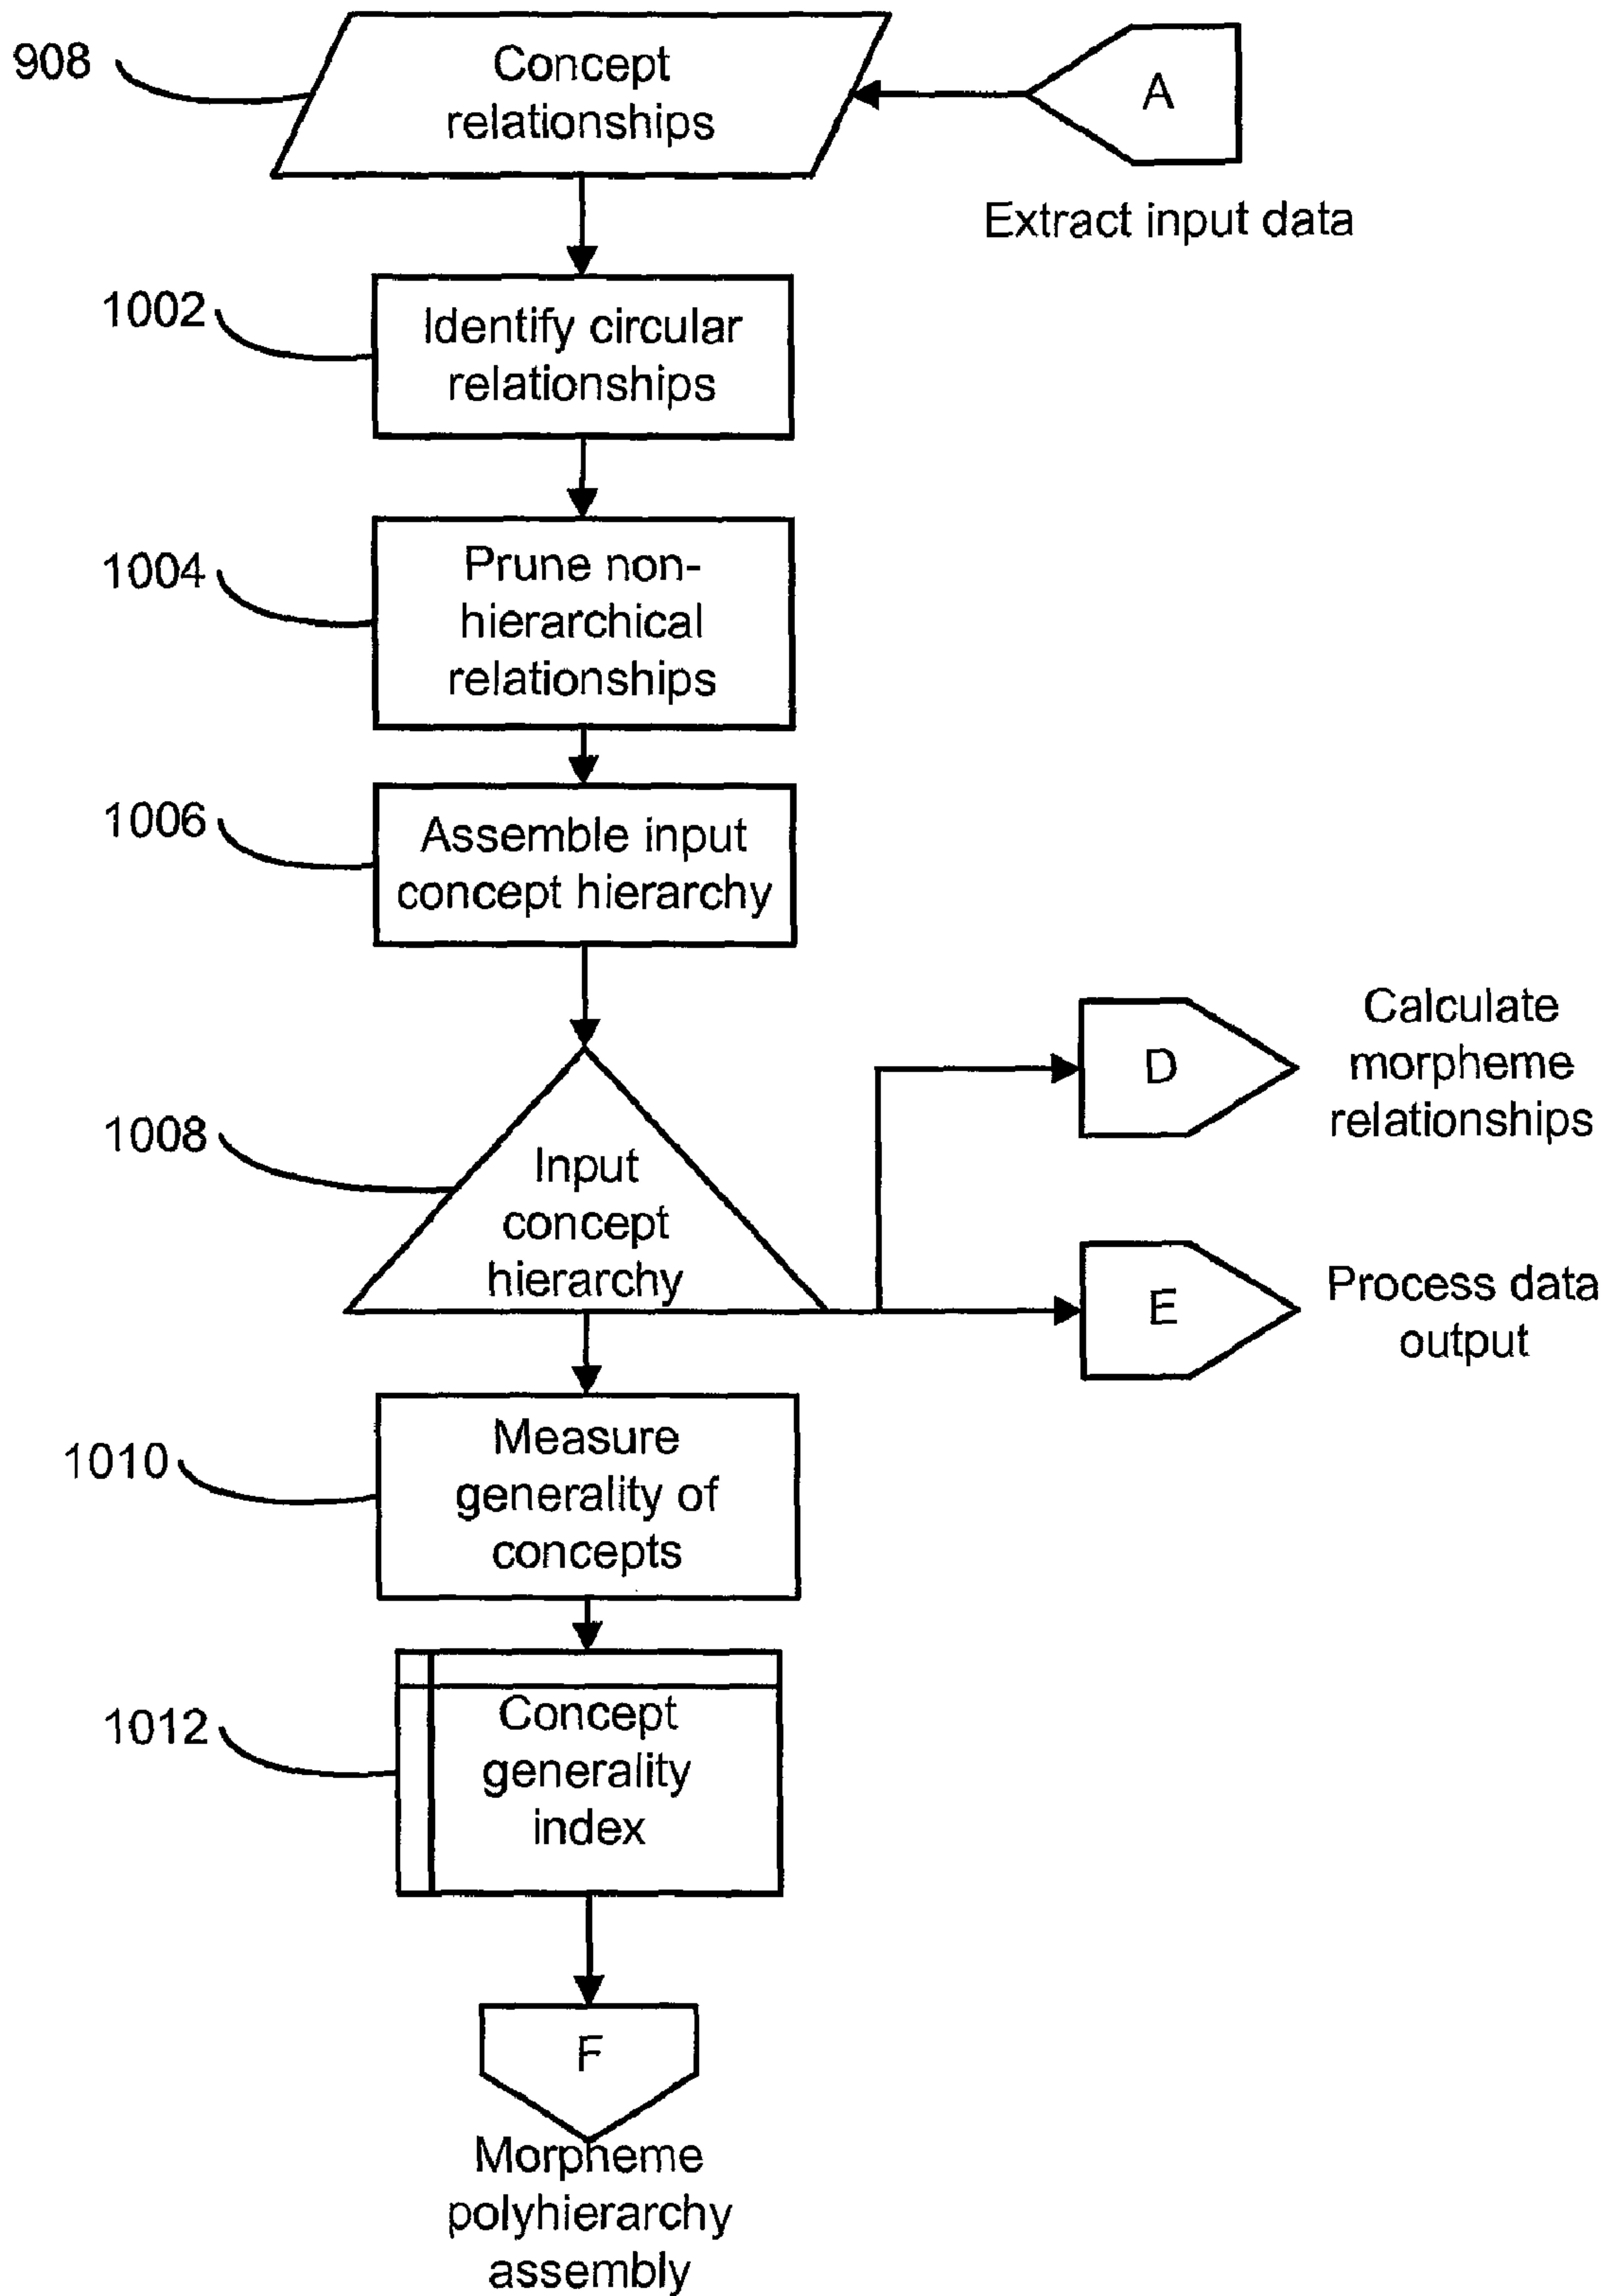 908
Concept
relationships
A
Extract input data
1002
Identify circular
relationships
1004
Prune non-
hierarchical
relationships
1006
Assemble input
concept hierarchy
1008
Input
concept
hierarchy
D
Calculate
morpheme
relationships
E
Process data
output
1010
Measure
generality of
concepts
1012
Concept
generality
index
F
Morpheme
polyhierarchy
assembly